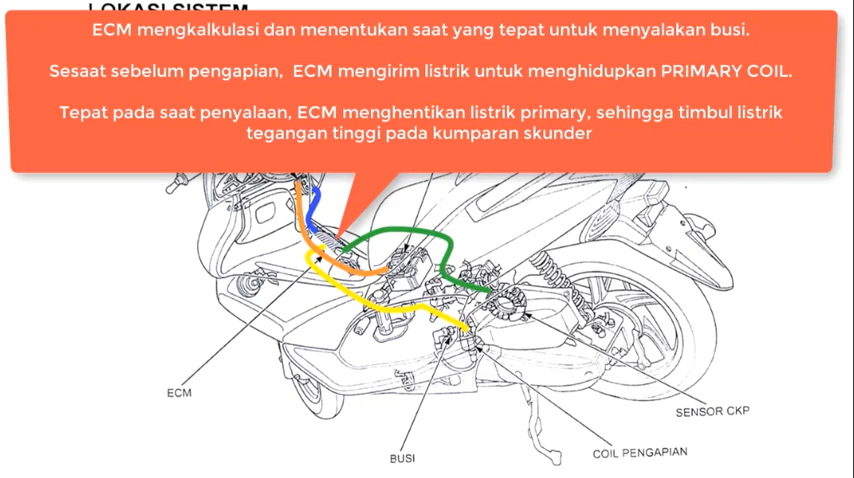 LOKASI SISTEM
ECM mengkalkulasi dan menentukan saat yang tepat untuk menyalakan busi.
Sesaat sebelum pengapian, ECM mengirim listrik untuk menghidupkan PRIMARY COIL.
Tepat pada saat penyalaan, ECM menghentikan listrik primary, sehingga timbul listrik
tegangan tinggi pada kumparan skunder
ECM
SENSOR CKP
BUSI
COIL PENGAPIAN